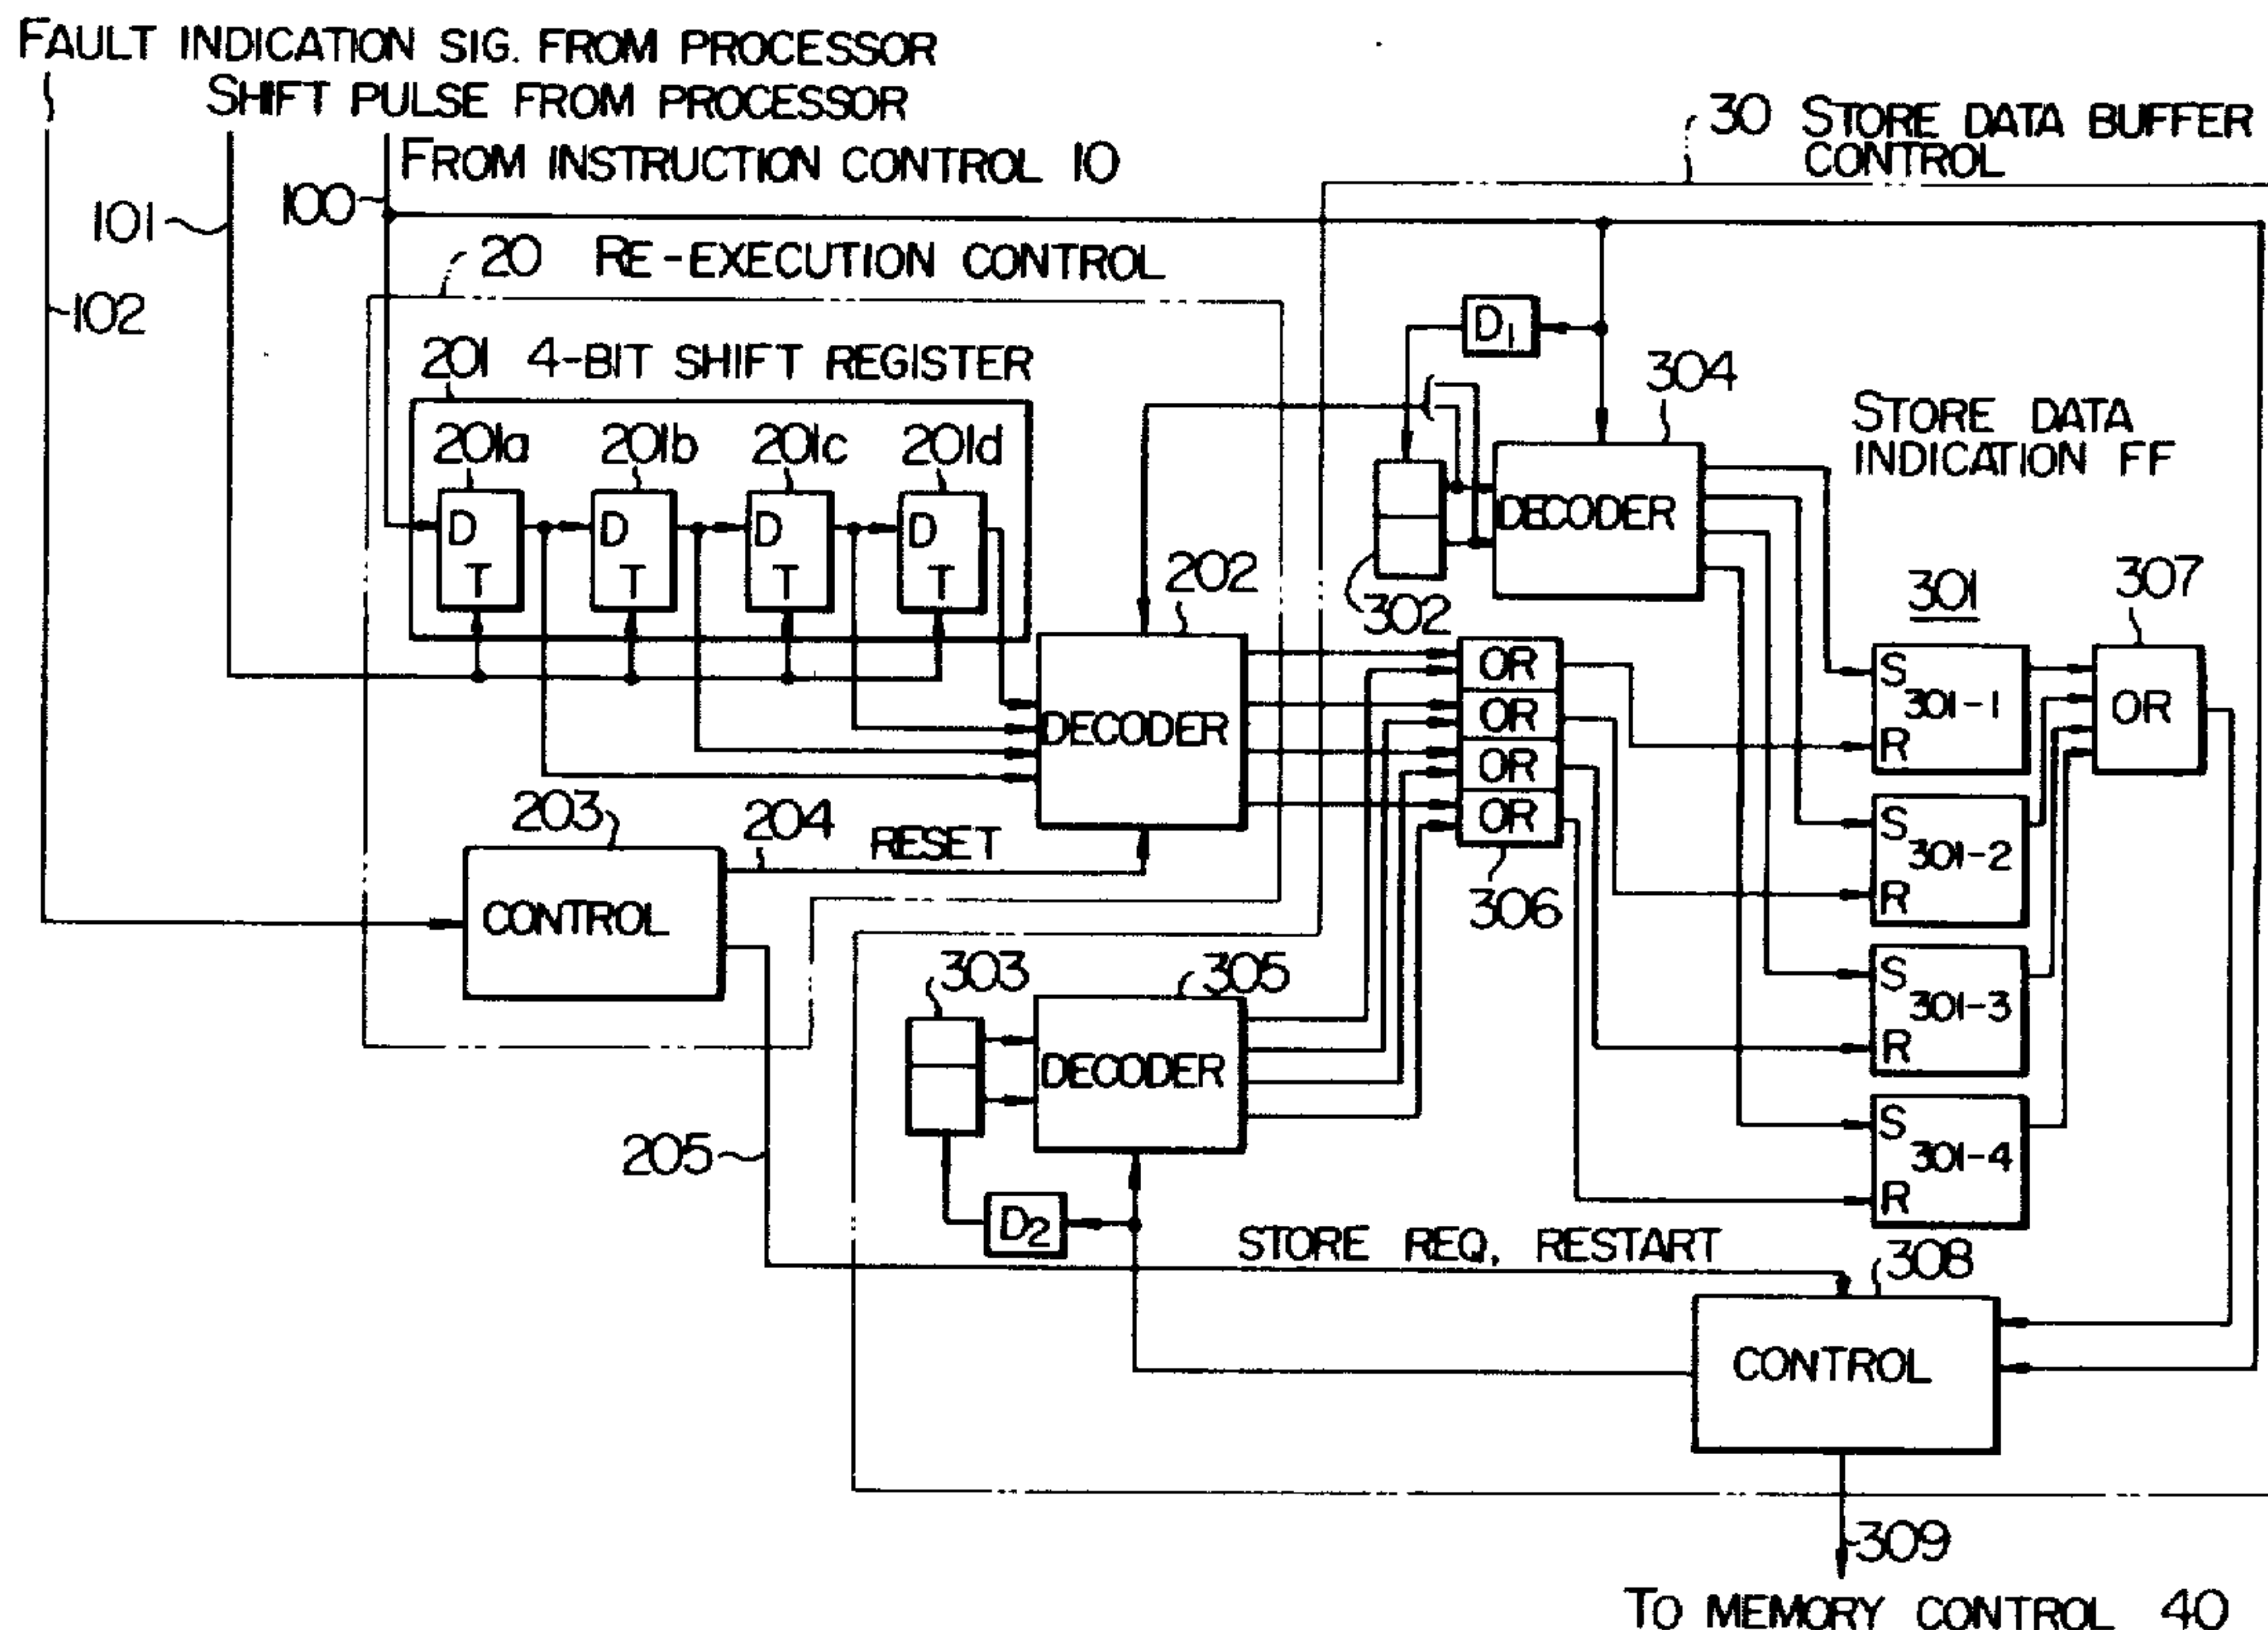 FAULT INDICATION SIG. FROM PROCESSOR
SHIFT PULSE FROM PROCESSOR
FROM INSTRUCTION CONTROL 10
30 STORE DATA BUFFER
CONTROL
101
100
102
20 RE-EXECUTION CONTROL
201 4-BIT SHIFT REGISTER
201a
201b
201c
201d
D
T
D
T
D
T
D
T
D1
304
302
DECODER
STORE DATA
INDICATION FF
202
DECODER
OR
OR
OR
OR
306
301
307
S
301-1
R
OR
S
301-2
R
S
301-3
R
S
301-4
R
203
CONTROL
204
RESET
303
305
DECODER
205
D2
STORE REQ, RESTART
308
CONTROL
309
TO MEMORY CONTROL 40